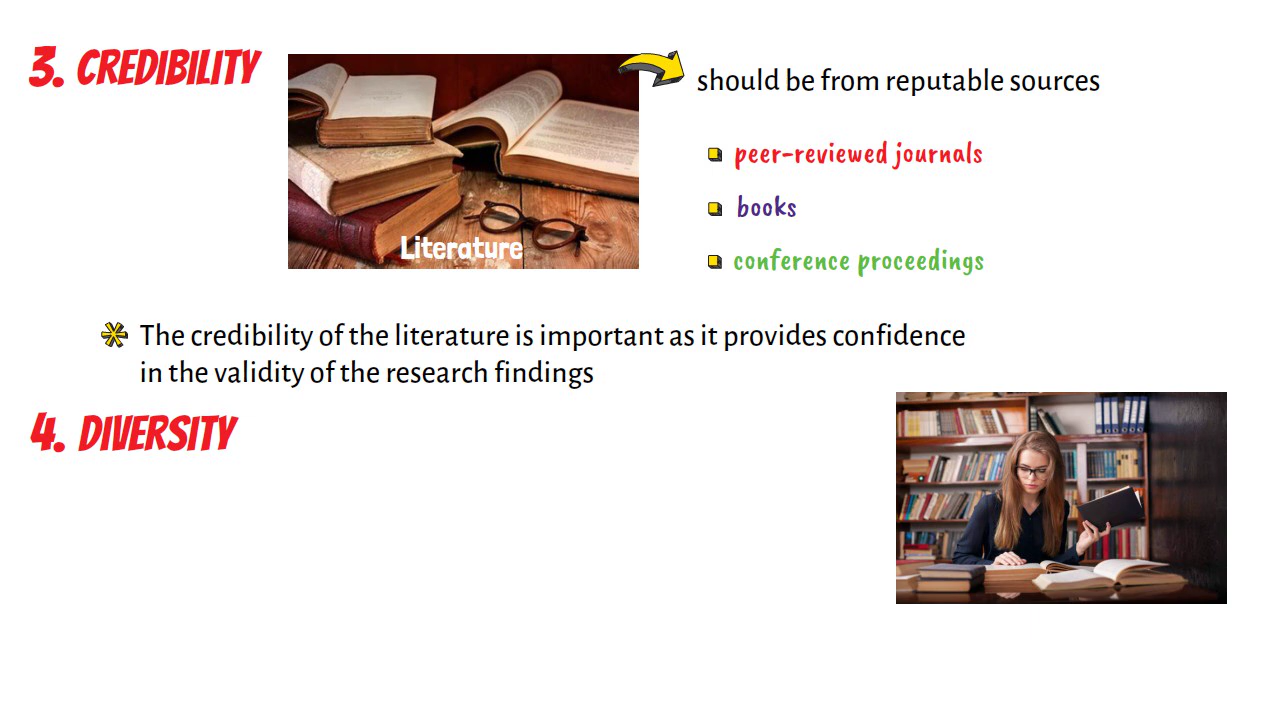 3. CREDIBILITY
Literature
should be from reputable sources
peer-reviewed journals
books
conference proceedings
The credibility of the literature is important as it provides confidence
in the validity of the research findings
4. DIVERSITY